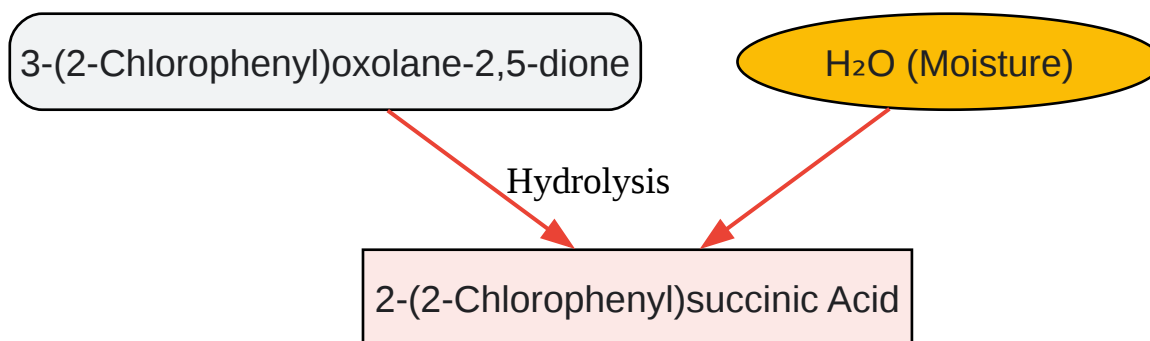 3-(2-Chlorophenyl)oxolane-2,5-dione
H₂O (Moisture)
Hydrolysis
2-(2-Chlorophenyl)succinic Acid